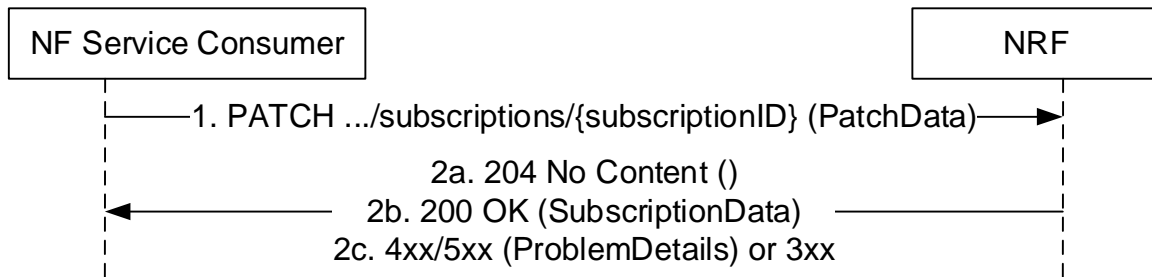 NF Service Consumer
NRF
1. PATCH .../subscriptions/{subscriptionID} (PatchData)
2a. 204 No Content ()
2b. 200 OK (SubscriptionData)
2c. 4xx/5xx (ProblemDetails) or 3xx